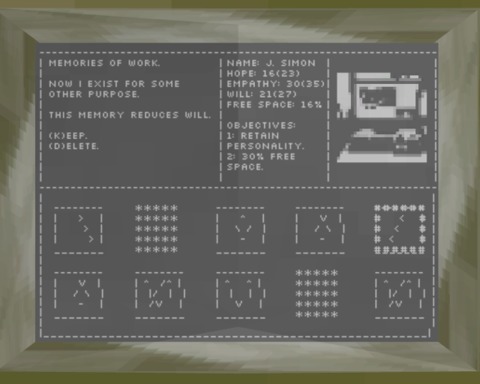 MEMORIES OF WORK.
NOW I EXIST FOR SOME
OTHER PURPOSE.
THIS MEMORY REDUCES WILL.
(K)EEP.
(D)ELETE.
NAME: J. SIMON
HOPE: 16(23)
EMPATHY: 30(35)
WILL: 21(27)
FREE SPACE: 16%
OBJECTIVES:
1: RETAIN
PERSONALITY.
2: 30% FREE
SPACE.